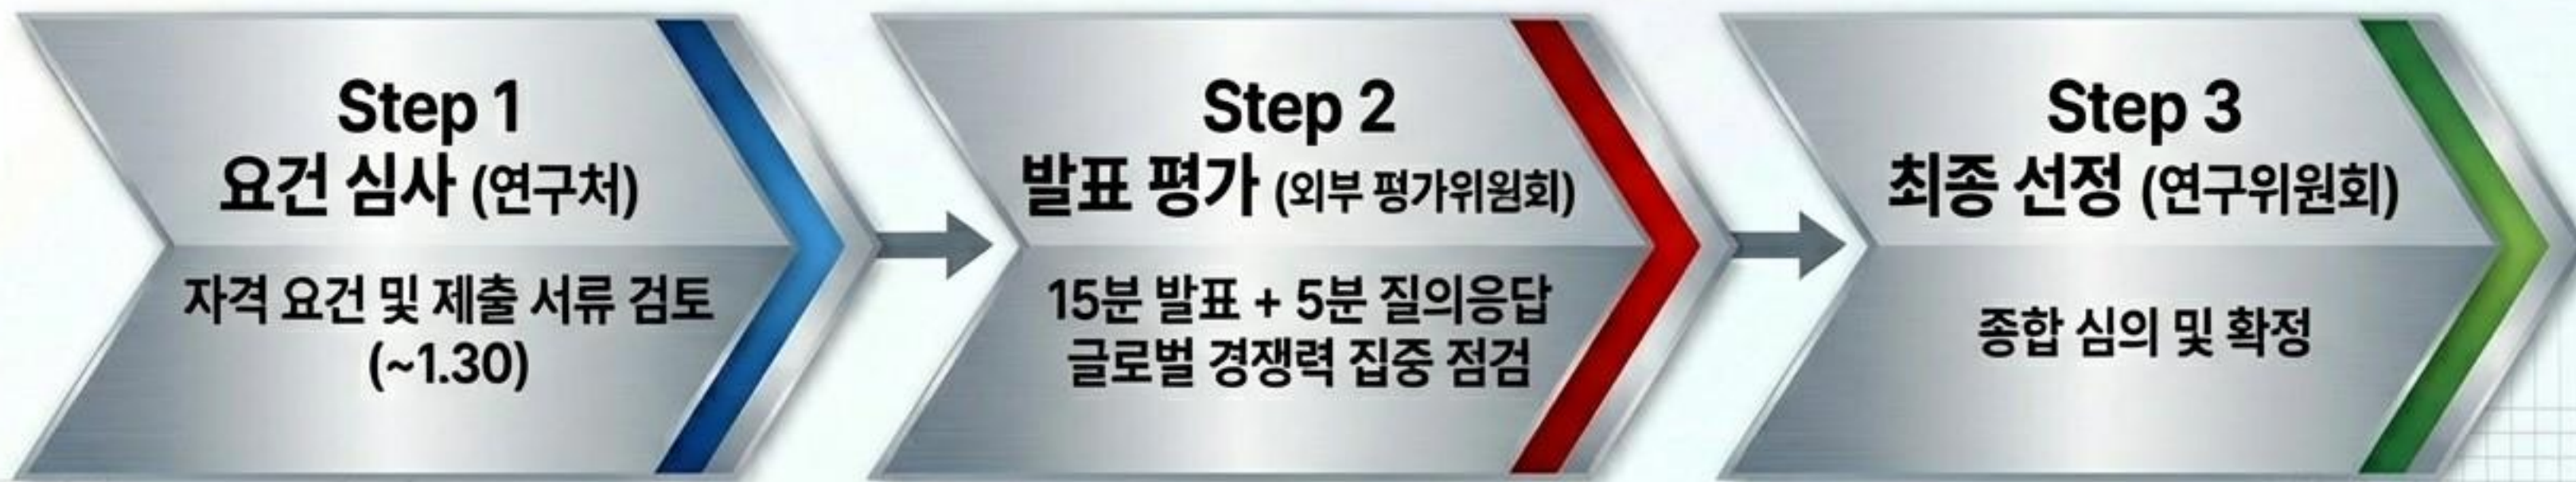 Step 1
요건 심사 (연구처)
자격 요건 및 제출 서류 검토
(~1.30)
Step 2
발표 평가 (외부 평가위원회)
15분 발표 + 5분 질의응답
글로벌 경쟁력 집중 점검
Step 3
최종 선정 (연구위원회)
종합 심의 및 확정